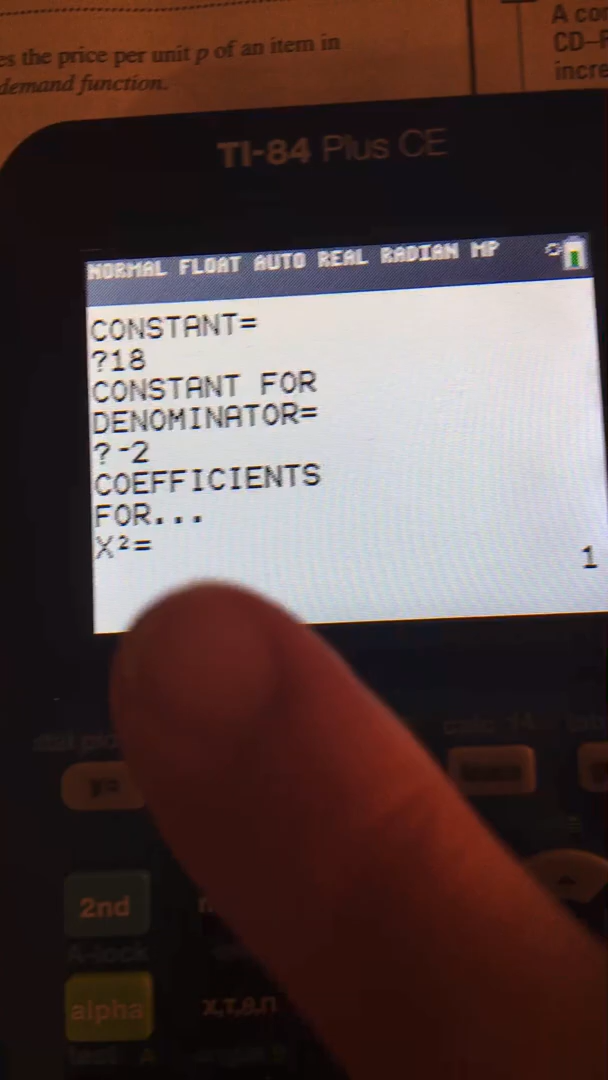 es the price per unit p of an item in
demand function.
A co
CD-F
incre
TI-84 Plus CE
NORMAL FLOAT AUTO REAL RADIAN MP
CONSTANT=
?18
CONSTANT FOR
DENOMINATOR=
?-2
COEFFICIENTS
FOR...
X²=
1
Y=
2nd
A-lock
alpha
X,T,θ,n